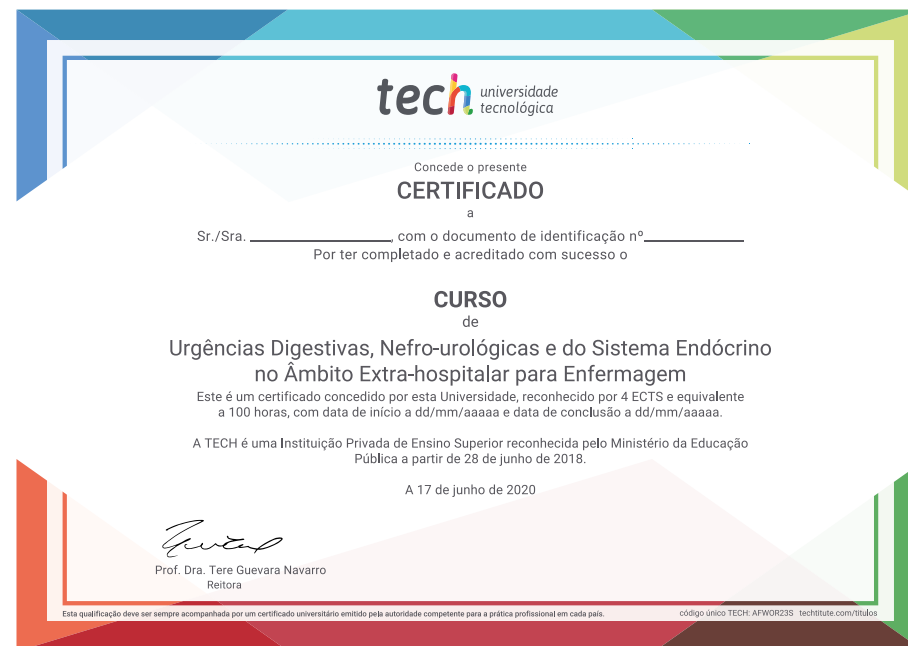 tech universidade
tecnológica
Concede o presente
CERTIFICADO
a
Sr./Sra. ____________, com o documento de identificação nº____________
Por ter completado e acreditado com sucesso o
CURSO
de
Urgências Digestivas, Nefro-urológicas e do Sistema Endócrino
no Âmbito Extra-hospitalar para Enfermagem
Este é um certificado concedido por esta Universidade, reconhecido por 4 ECTS e equivalente
a 100 horas, com data de início a dd/mm/aaaaa e data de conclusão a dd/mm/aaaaa.
A TECH é uma Instituição Privada de Ensino Superior reconhecida pelo Ministério da Educação
Pública a partir de 28 de junho de 2018.
A 17 de junho de 2020
Prof. Dra. Tere Guevara Navarro
Reitora
Esta qualificação deve ser sempre acompanhada por um certificado universitário emitido pela autoridade competente para a prática profissional em cada país.
código único TECH: AFWOR23S techtitute.com/titulos